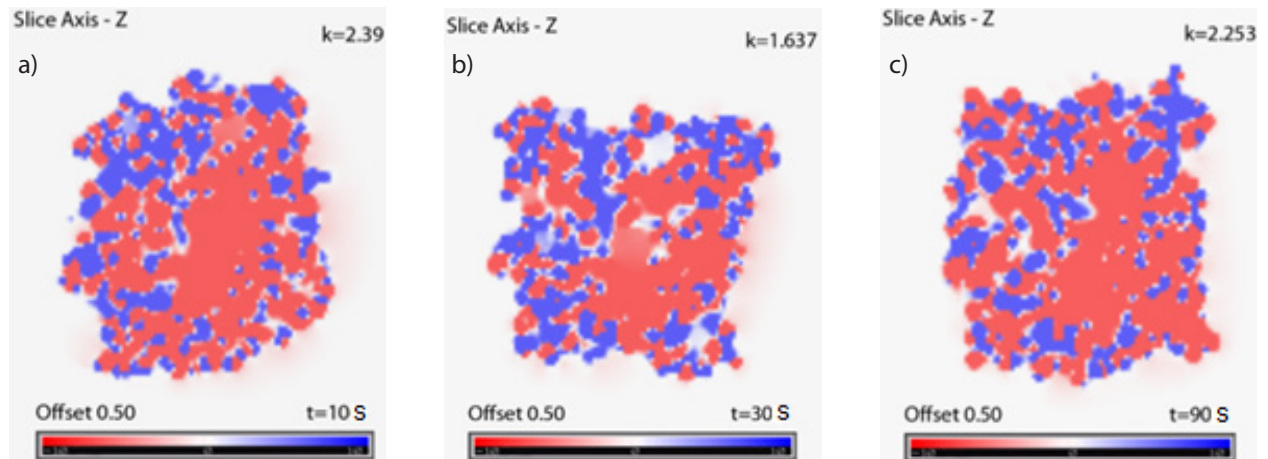 Slice Axis - Z
k=2.39
a)
Offset 0.50
t=10 S
Slice Axis - Z
k=1.637
b)
Offset 0.50
t=30 S
Slice Axis - Z
k=2.253
c)
Offset 0.50
t=90 S